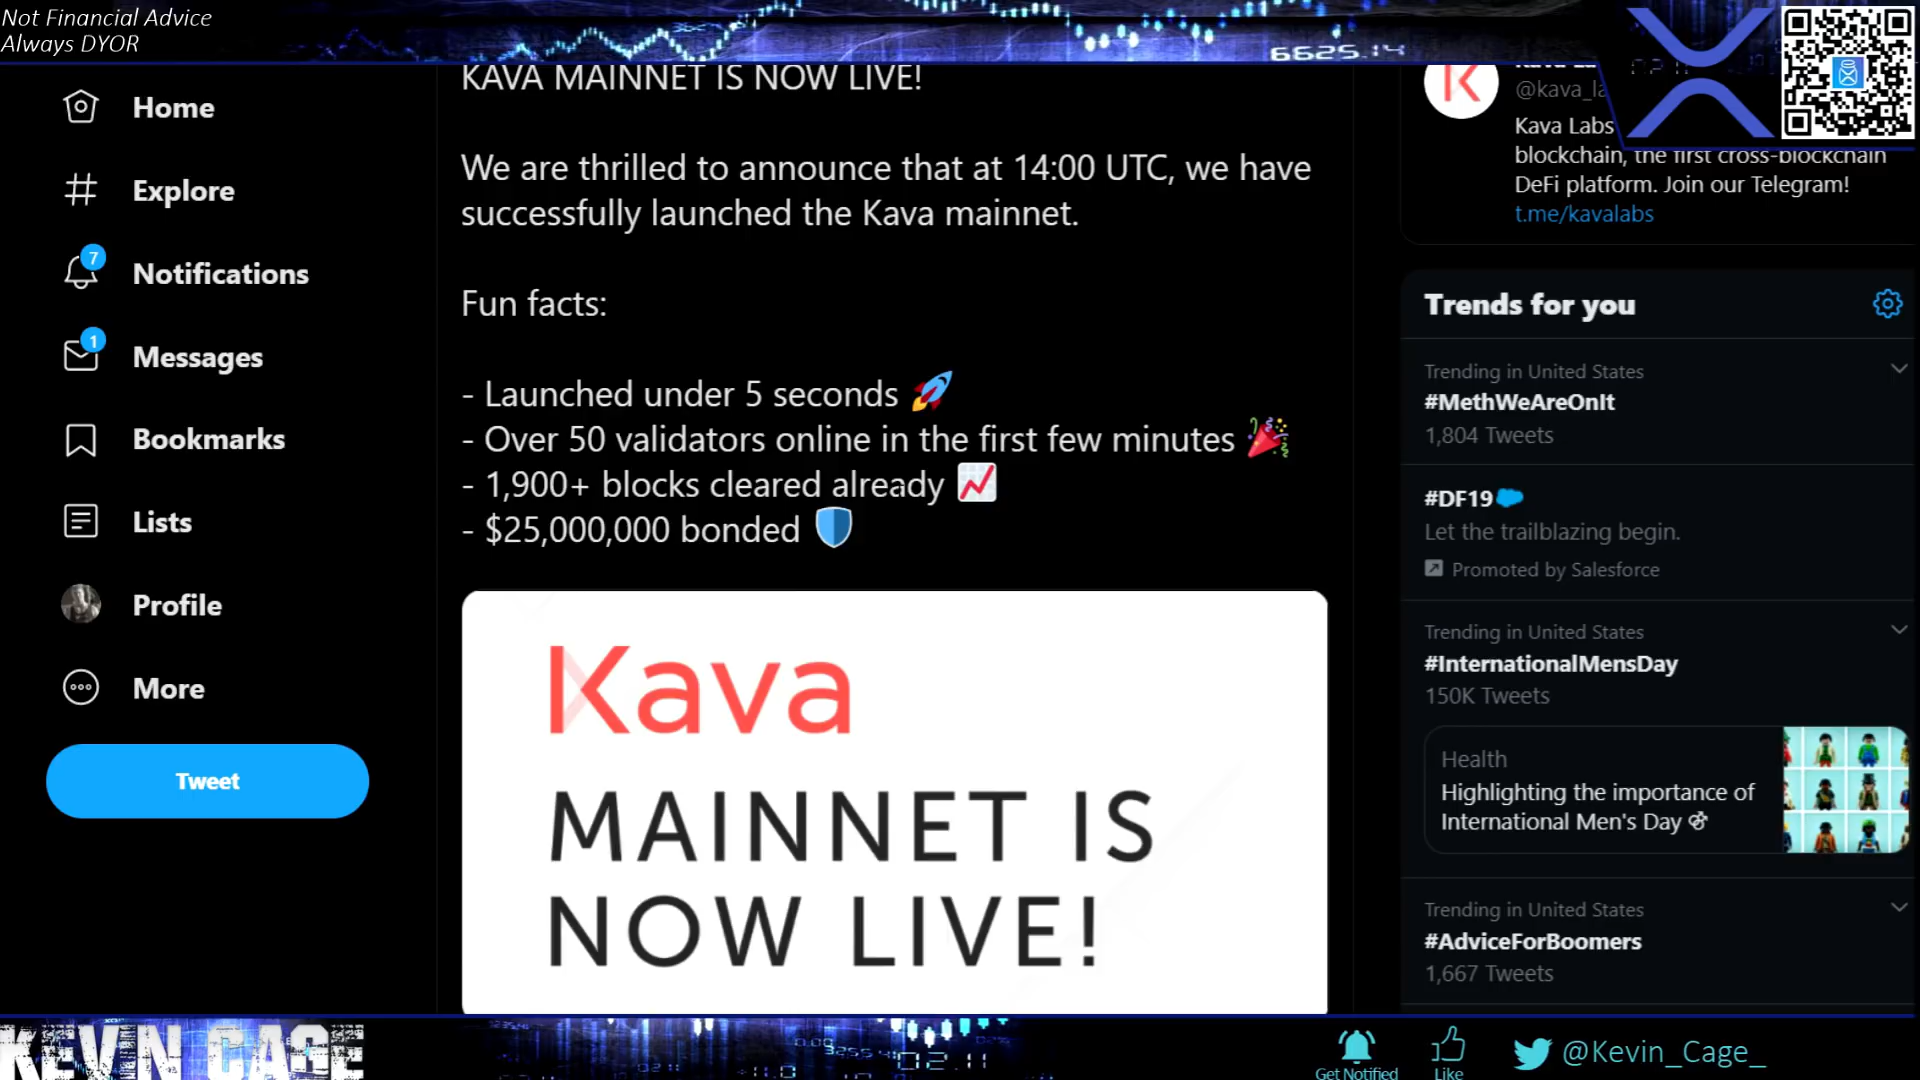 Not Financial Advice
Always DYOR
6625.14
Home
Explore
7
Notifications
1
Messages
Bookmarks
Lists
Profile
More
Tweet
KAVA MAINNET IS NOW LIVE!
We are thrilled to announce that at 14:00 UTC, we have
successfully launched the Kava mainnet.
Fun facts:
- Launched under 5 seconds 🚀
- Over 50 validators online in the first few minutes 🎉
- 1,900+ blocks cleared already 📈
- $25,000,000 bonded 🛡
Kava
MAINNET IS
NOW LIVE!
@kava_la
Kava Labs
blockchain, the first cross-blockchain
DeFi platform. Join our Telegram!
t.me/kavalabs
Trends for you
Trending in United States
#MethWeAreOnIt
1,804 Tweets
#DF19
Let the trailblazing begin.
Promoted by Salesforce
Trending in United States
#InternationalMensDay
150K Tweets
Health
Highlighting the importance of
International Men's Day
Trending in United States
#AdviceForBoomers
1,667 Tweets
KEVIN CAGE
02.11
Get Notified
Like
@Kevin_Cage_